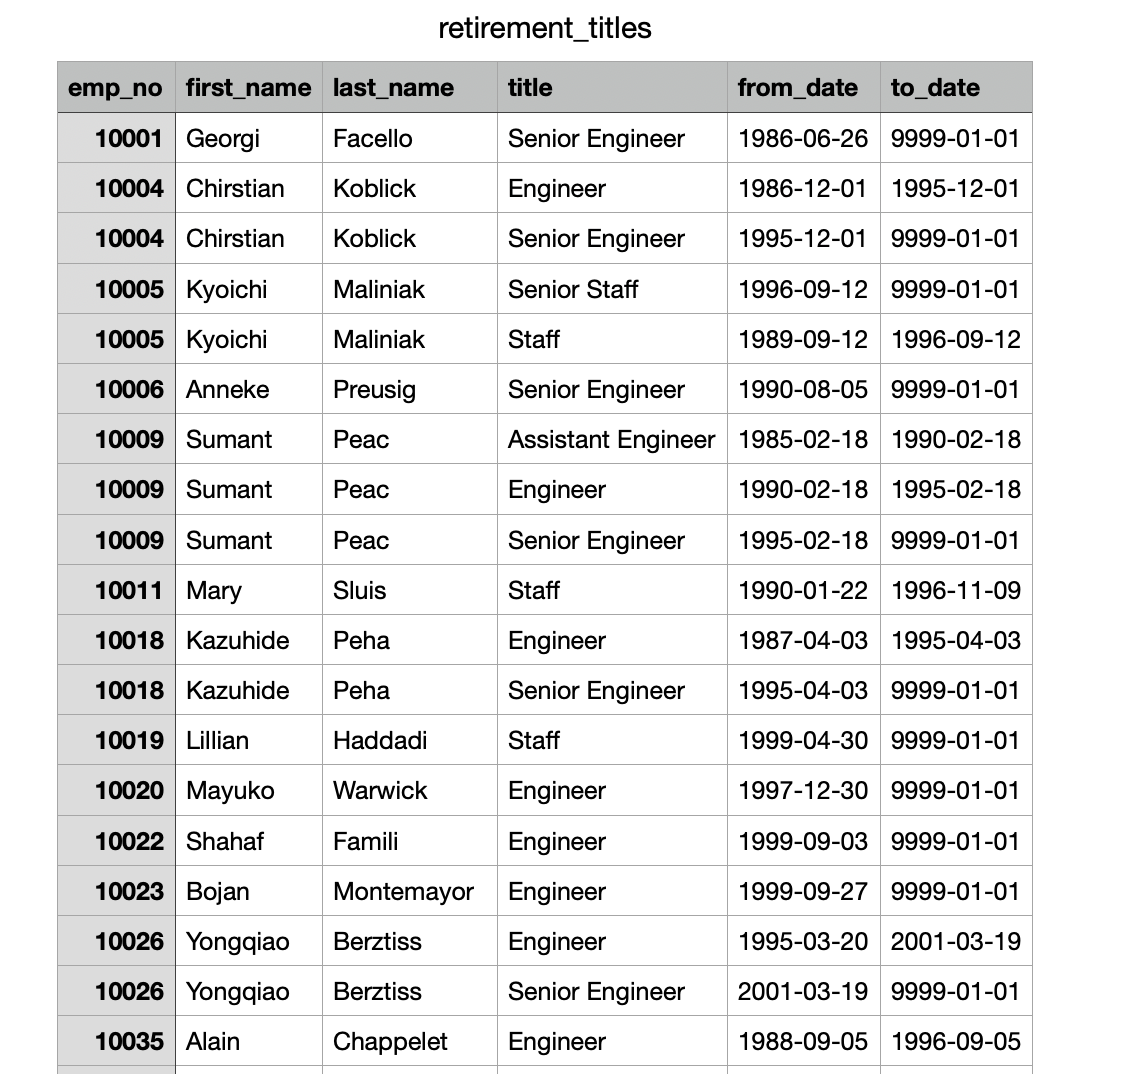 retirement_titles
emp_no first_name last_name title from_date to_date
10001 Georgi Facello Senior Engineer 1986-06-26 9999-01-01
10004 Chirstian Koblick Engineer 1986-12-01 1995-12-01
10004 Chirstian Koblick Senior Engineer 1995-12-01 9999-01-01
10005 Kyoichi Maliniak Senior Staff 1996-09-12 9999-01-01
10005 Kyoichi Maliniak Staff 1989-09-12 1996-09-12
10006 Anneke Preusig Senior Engineer 1990-08-05 9999-01-01
10009 Sumant Peac Assistant Engineer 1985-02-18 1990-02-18
10009 Sumant Peac Engineer 1990-02-18 1995-02-18
10009 Sumant Peac Senior Engineer 1995-02-18 9999-01-01
10011 Mary Sluis Staff 1990-01-22 1996-11-09
10018 Kazuhide Peha Engineer 1987-04-03 1995-04-03
10018 Kazuhide Peha Senior Engineer 1995-04-03 9999-01-01
10019 Lillian Haddadi Staff 1999-04-30 9999-01-01
10020 Mayuko Warwick Engineer 1997-12-30 9999-01-01
10022 Shahaf Famili Engineer 1999-09-03 9999-01-01
10023 Bojan Montemayor Engineer 1999-09-27 9999-01-01
10026 Yongqiao Berztiss Engineer 1995-03-20 2001-03-19
10026 Yongqiao Berztiss Senior Engineer 2001-03-19 9999-01-01
10035 Alain Chappelet Engineer 1988-09-05 1996-09-05